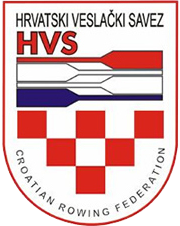 HRVATSKI VESLAČKI SAVEZ
HVS
CROATIAN ROWING FEDERATION